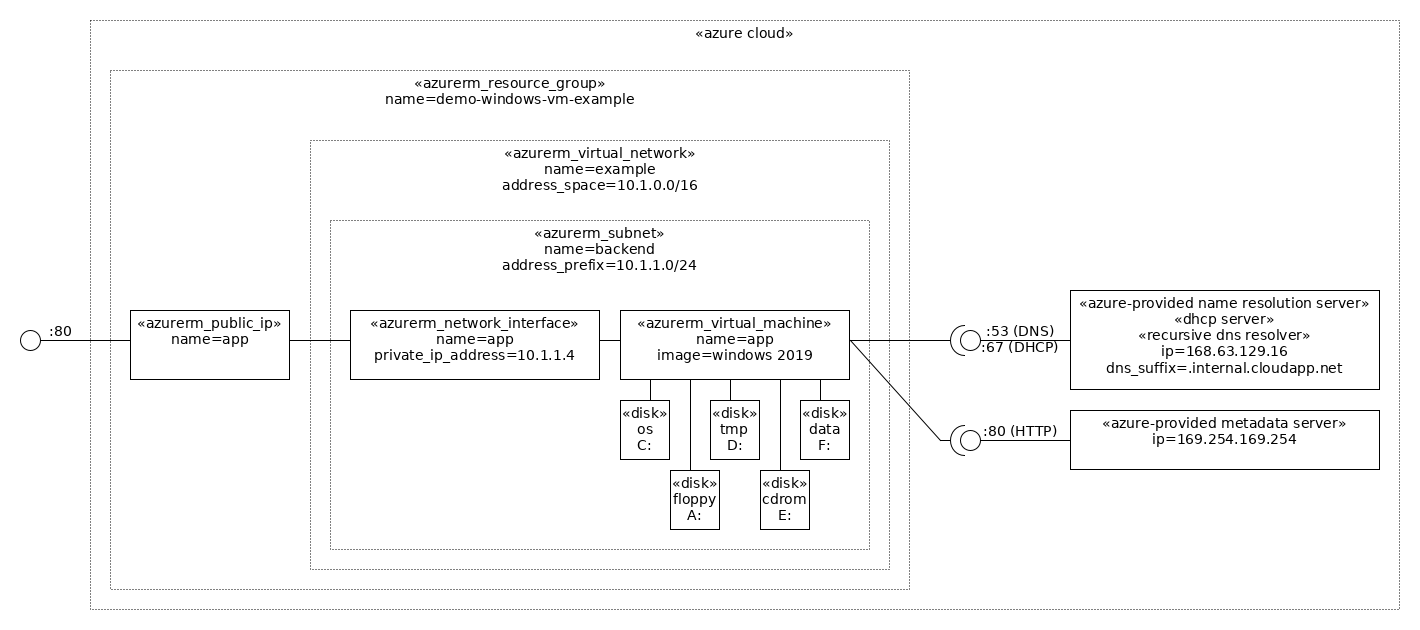 «azure cloud»
«azurerm_resource_group»
name=demo-windows-vm-example
«azurerm_virtual_network»
name=example
address_space=10.1.0.0/16
«azurerm_subnet»
name=backend
address_prefix=10.1.1.0/24
:80
«azurerm_public_ip»
name=app
«azurerm_network_interface»
name=app
private_ip_address=10.1.1.4
«azurerm_virtual_machine»
name=app
image=windows 2019
«disk»
os
C:
«disk»
tmp
D:
«disk»
data
F:
«disk»
floppy
A:
«disk»
cdrom
E:
:53 (DNS)
:67 (DHCP)
«azure-provided name resolution server»
«dhcp server»
«recursive dns resolver»
ip=168.63.129.16
dns_suffix=.internal.cloudapp.net
:80 (HTTP)
«azure-provided metadata server»
ip=169.254.169.254